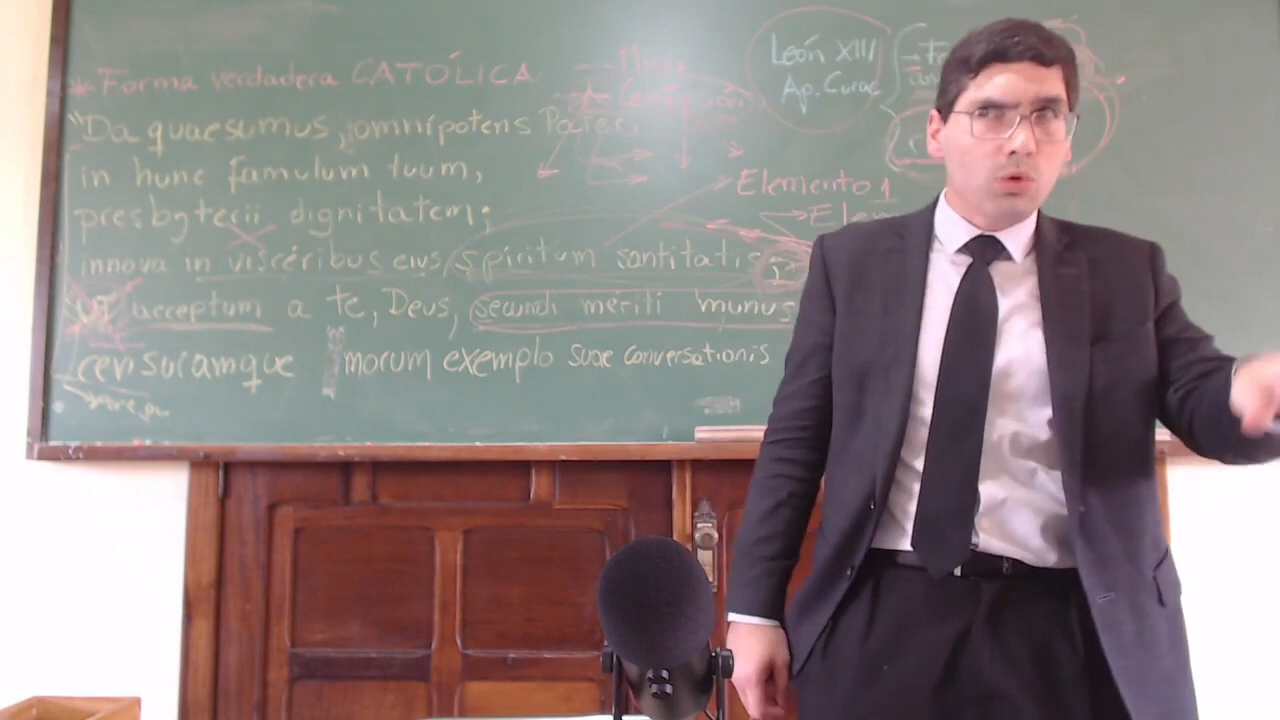 * Forma verdadera CATÓLICA
"Da quaesumus, omnipotens Pater
in hunc famulum tuum,
presbyterii dignitatem;
innova in viscéribus eius, spiritum santitatis
UT acceptum a te, Deus, secundi meriti munus
censuramque morum exemplo suae conversationis
Elemento 1
León XIII
Ap. Curae